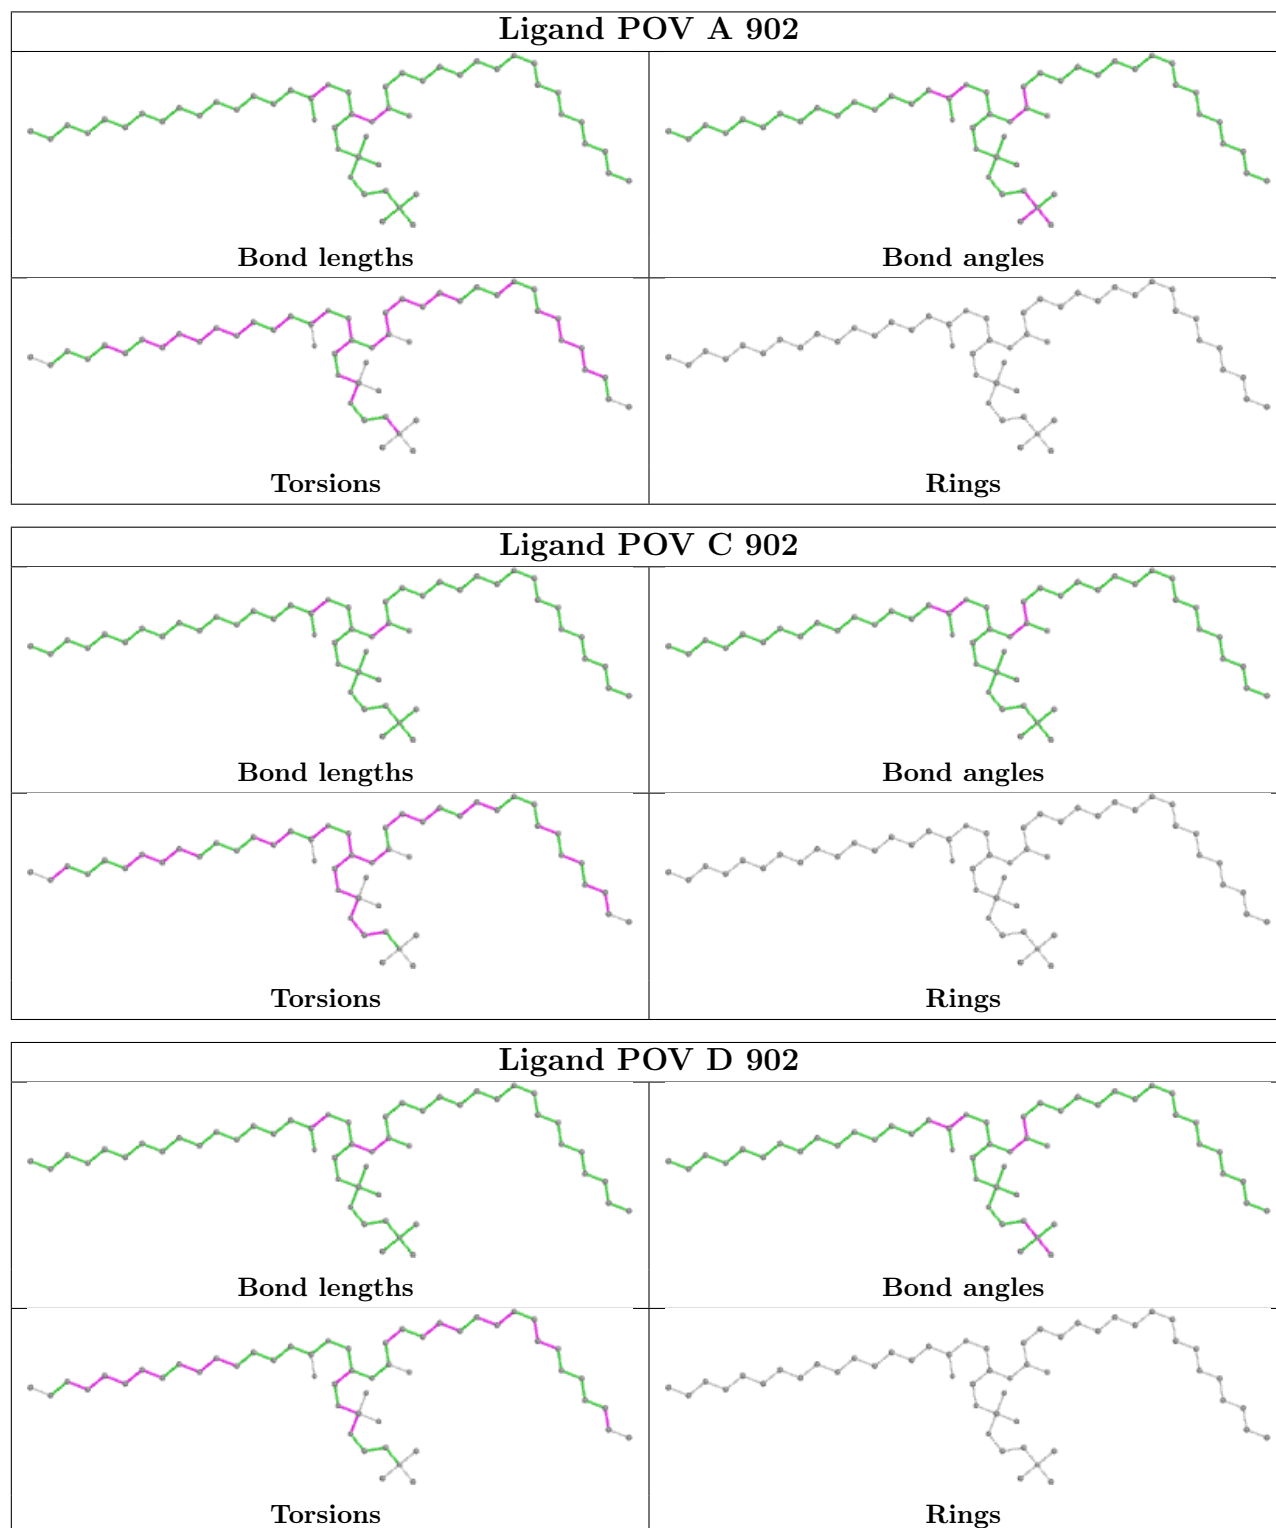 Ligand POV A 902
Bond lengths
Bond angles
Torsions
Rings
Ligand POV C 902
Bond lengths
Bond angles
Torsions
Rings
Ligand POV D 902
Bond lengths
Bond angles
Torsions
Rings